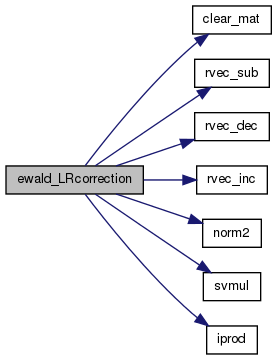 clear_mat
rvec_sub
rvec_dec
ewald_LRcorrection
rvec_inc
norm2
svmul
iprod